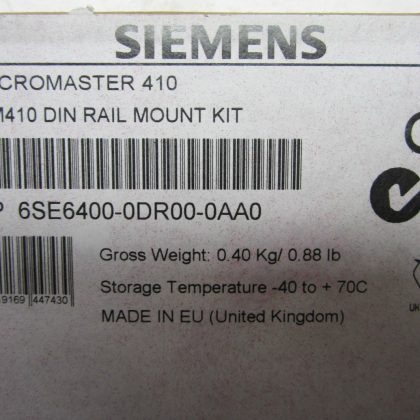 SIEMENS
CROMASTER 410
M410 DIN RAIL MOUNT KIT
P 6SE6400-0DR00-0AA0
Gross Weight: 0.40 Kg/ 0.88 lb
Storage Temperature -40 to + 70C
9169 447430
MADE IN EU (United Kingdom)
UK